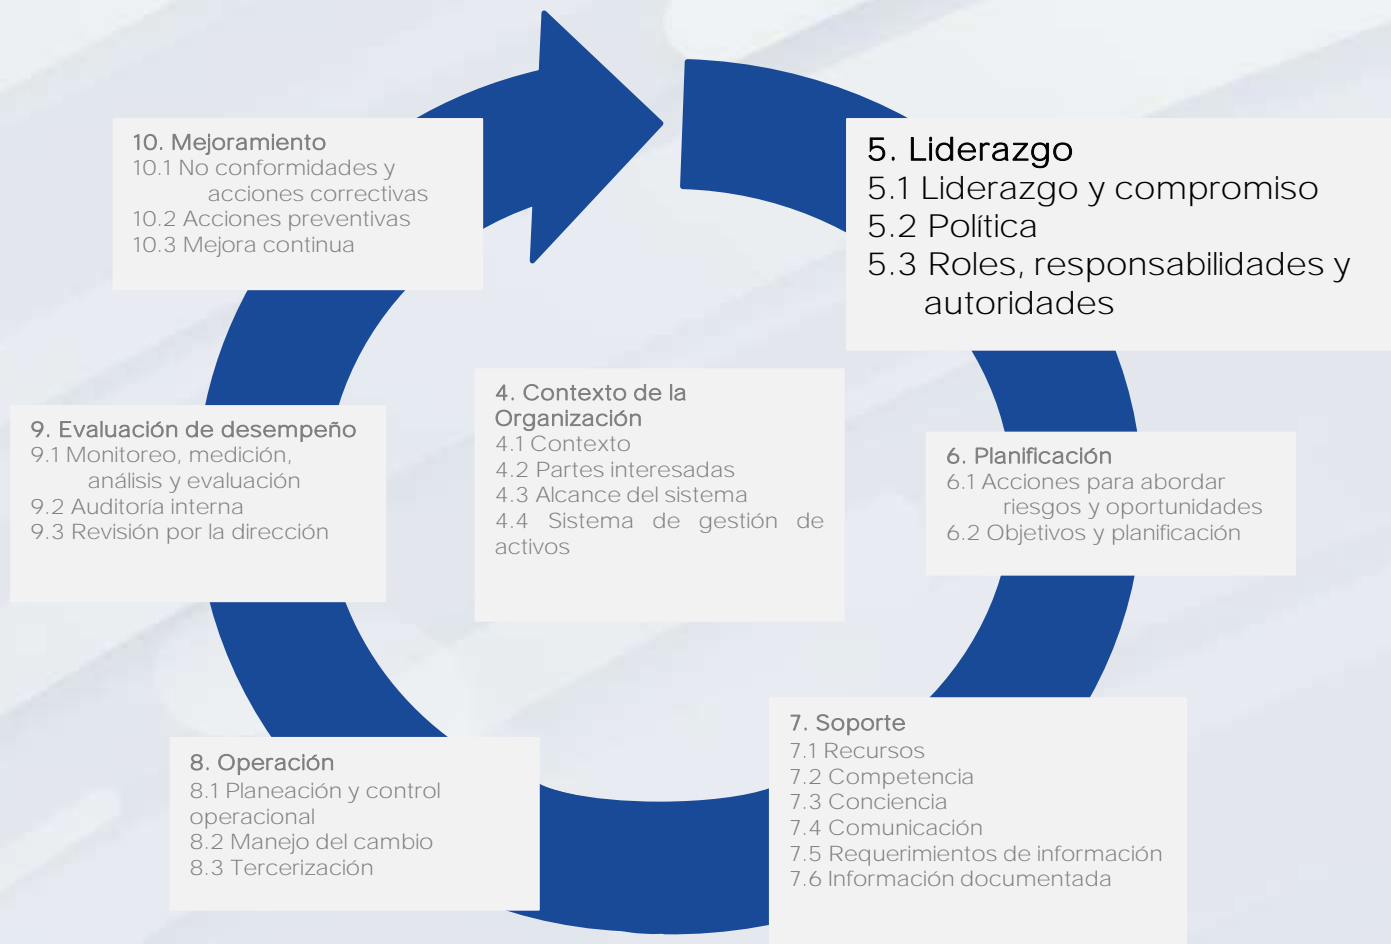 10. Mejoramiento
10.1 No conformidades y
acciones correctivas
10.2 Acciones preventivas
10.3 Mejora continua
5. Liderazgo
5.1 Liderazgo y compromiso
5.2 Política
5.3 Roles, responsabilidades y
autoridades
4. Contexto de la
Organización
4.1 Contexto
4.2 Partes interesadas
4.3 Alcance del sistema
4.4 Sistema de gestión de
activos
9. Evaluación de desempeño
9.1 Monitoreo, medición,
análisis y evaluación
9.2 Auditoría interna
9.3 Revisión por la dirección
6. Planificación
6.1 Acciones para abordar
riesgos y oportunidades
6.2 Objetivos y planificación
8. Operación
8.1 Planeación y control
operacional
8.2 Manejo del cambio
8.3 Tercerización
7. Soporte
7.1 Recursos
7.2 Competencia
7.3 Conciencia
7.4 Comunicación
7.5 Requerimientos de información
7.6 Información documentada